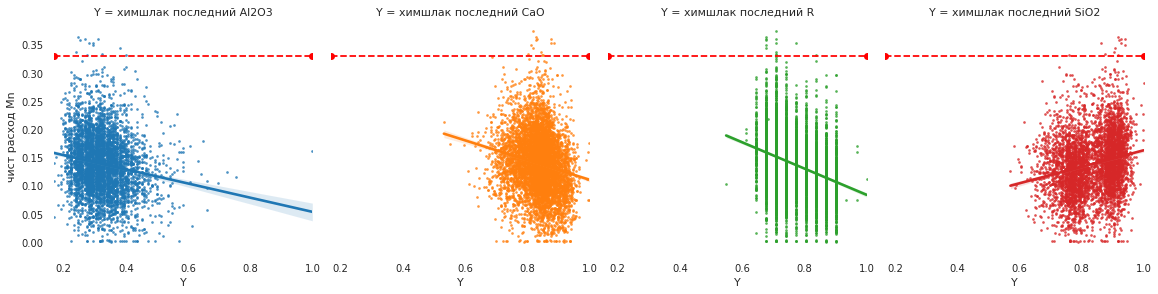 Y = химшлак последний Al2O3
Y = химшлак последний CaO
Y = химшлак последний R
Y = химшлак последний SiO2
чист расход Mn
0.35
0.30
0.25
0.20
0.15
0.10
0.05
0.00
0.2 0.4 0.6 0.8 1.0
0.2 0.4 0.6 0.8 1.0
0.2 0.4 0.6 0.8 1.0
0.2 0.4 0.6 0.8 1.0
Y
Y
Y
Y